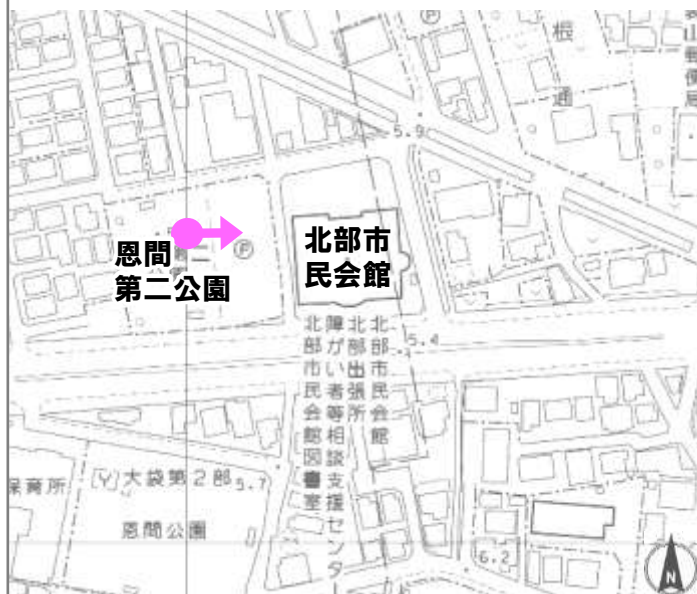 P
根通
5.9
恩間
第二公園
P
北部市
民会館
5.4
北部市民会館
北部出張所
障がい者等相談支援センター
北部市民会館図書室
保育所
大袋第2部
5.7
恩間公園
6.2
N